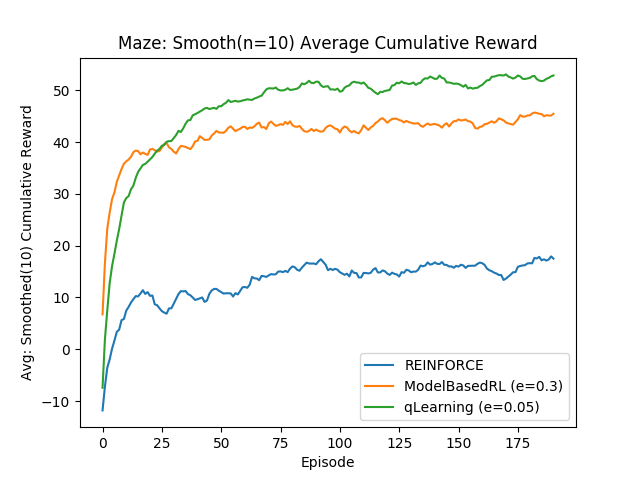 Maze: Smooth(n=10) Average Cumulative Reward
Avg: Smoothed(10) Cumulative Reward
50
40
30
20
10
0
−10
0 25 50 75 100 125 150 175
Episode
REINFORCE
ModelBasedRL (e=0.3)
qLearning (e=0.05)